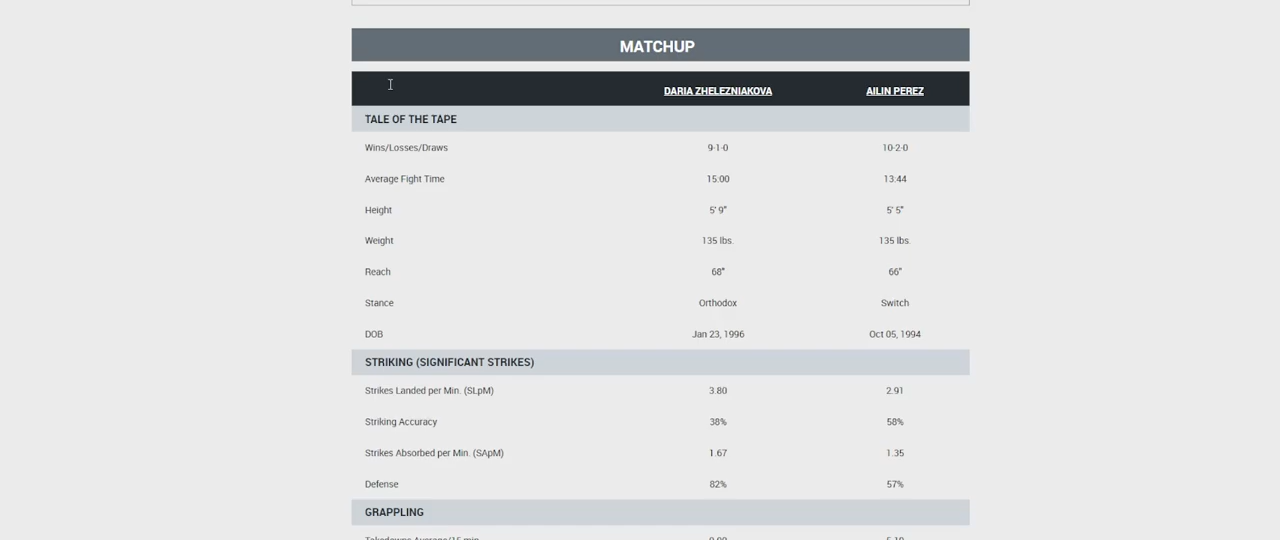 MATCHUP
DARIA ZHELEZNIAKOVA AILIN PEREZ
TALE OF THE TAPE
Wins/Losses/Draws 9-1-0 10-2-0
Average Fight Time 15:00 13:44
Height 5' 9" 5' 5"
Weight 135 lbs. 135 lbs.
Reach 68" 66"
Stance Orthodox Switch
DOB Jan 23, 1996 Oct 05, 1994
STRIKING (SIGNIFICANT STRIKES)
Strikes Landed per Min. (SLpM) 3.80 2.91
Striking Accuracy 38% 58%
Strikes Absorbed per Min. (SApM) 1.67 1.35
Defense 82% 57%
GRAPPLING
Takedowns Average/15 min.